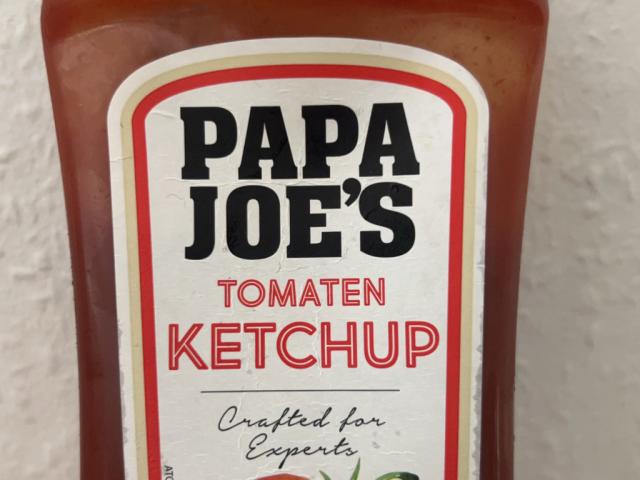 PAPA
JOE'S
TOMATEN
KETCHUP
Crafted for
Experts